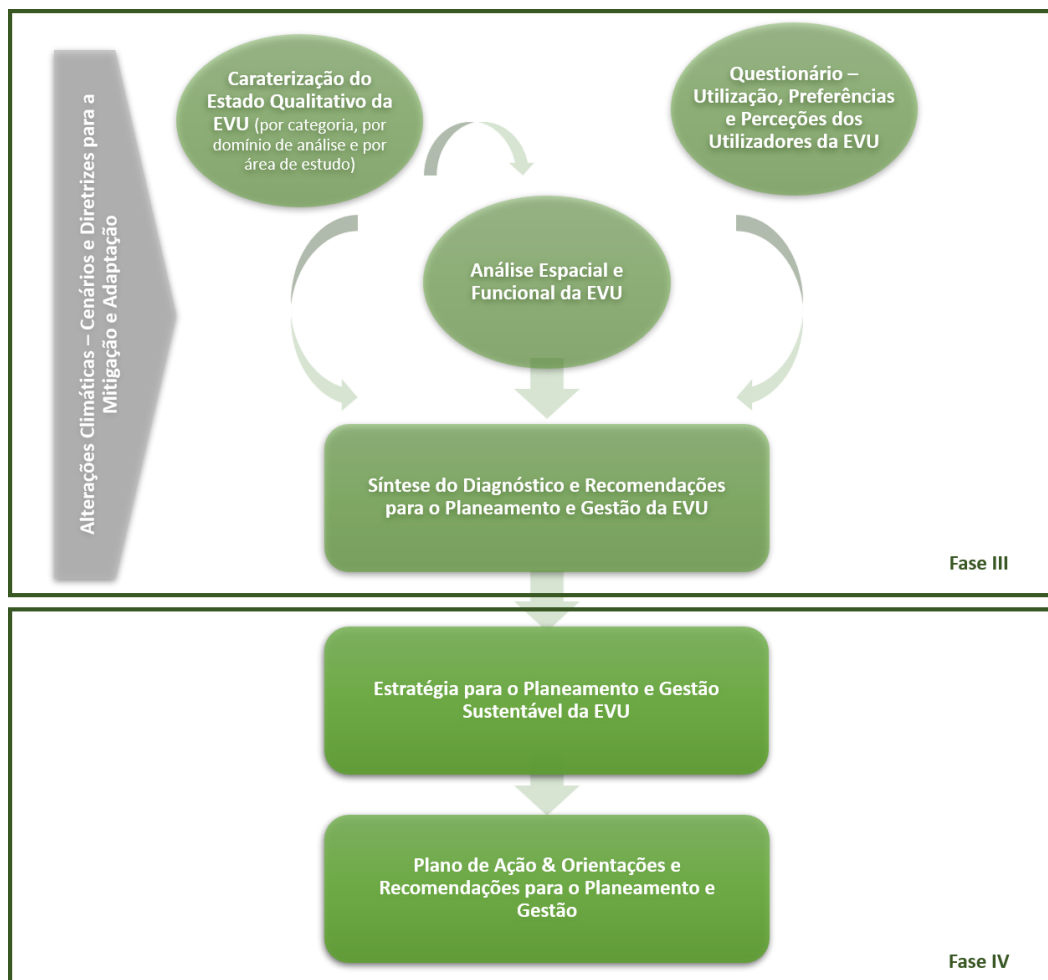 Alterações Climáticas – Cenários e Diretrizes para a
Mitigação e Adaptação
Caraterização do
Estado Qualitativo da
EVU (por categoria, por
domínio de análise e por
área de estudo)
Questionário –
Utilização, Preferências
e Perceções dos
Utilizadores da EVU
Análise Espacial e
Funcional da EVU
Síntese do Diagnóstico e Recomendações
para o Planeamento e Gestão da EVU
Fase III
Estratégia para o Planeamento e Gestão
Sustentável da EVU
Plano de Ação & Orientações e
Recomendações para o Planeamento e
Gestão
Fase IV